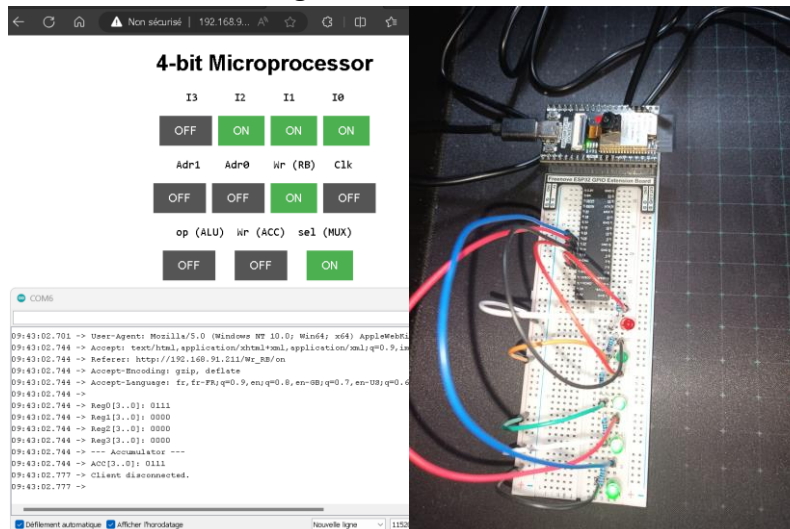 Non sécurisé | 192.168.9...
4-bit Microprocessor
I3 I2 I1 I0
OFF ON ON ON
Adr1 Adr0 Wr (RB) Clk
OFF OFF ON OFF
op (ALU) Wr (ACC) sel (MUX)
OFF OFF ON
COM6
09:43:02.701 -> User-Agent: Mozilla/5.0 (Windows NT 10.0; Win64; x64) AppleWebKi
09:43:02.744 -> Accept: text/html,application/xhtml+xml,application/xml;q=0.9,im
09:43:02.744 -> Referer: http://192.168.91.211/Wr_RB/on
09:43:02.744 -> Accept-Encoding: gzip, deflate
09:43:02.744 -> Accept-Language: fr,fr-FR;q=0.9,en;q=0.8,en-GB;q=0.7,en-US;q=0.6
09:43:02.744 ->
09:43:02.744 -> Reg0[3..0]: 0111
09:43:02.744 -> Reg1[3..0]: 0000
09:43:02.744 -> Reg2[3..0]: 0000
09:43:02.744 -> Reg3[3..0]: 0000
09:43:02.744 -> --- Accumulator ---
09:43:02.744 -> ACC[3..0]: 0111
09:43:02.777 -> Client disconnected.
09:43:02.777 ->
Défilement automatique Afficher l'horodatage Nouvelle ligne 1152
Freenove ESP32 GPIO Extension Board